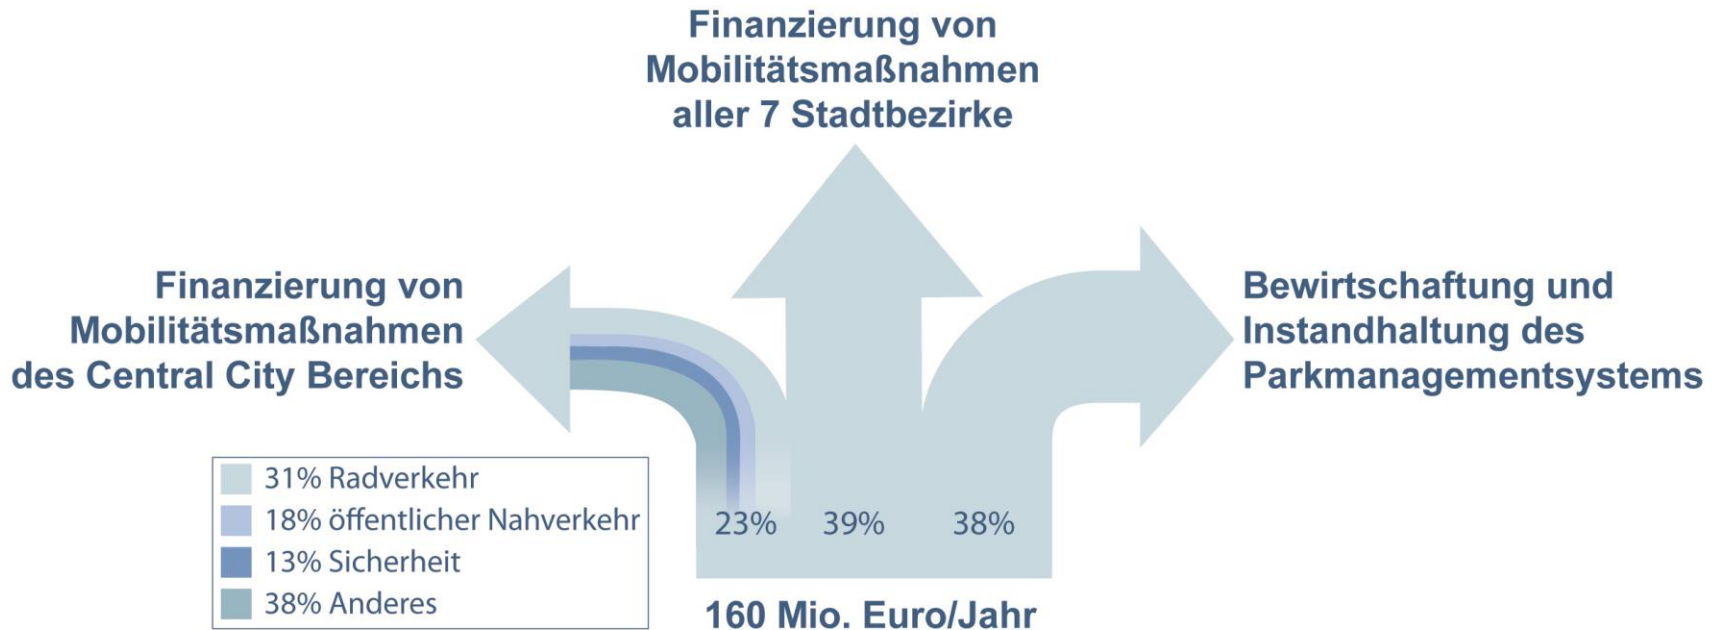 Finanzierung von
Mobilitätsmaßnahmen
aller 7 Stadtbezirke
Finanzierung von
Mobilitätsmaßnahmen
des Central City Bereichs
Bewirtschaftung und
Instandhaltung des
Parkmanagementsystems
31% Radverkehr
18% öffentlicher Nahverkehr
13% Sicherheit
38% Anderes
23% 39% 38%
160 Mio. Euro/Jahr